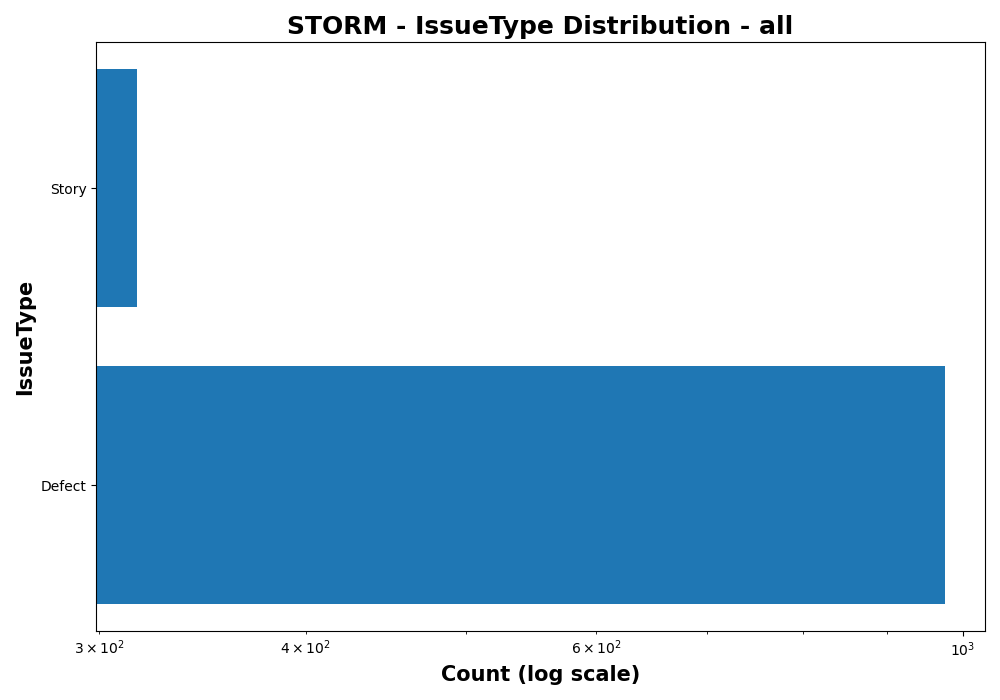 STORM - IssueType Distribution - all
IssueType
Story
Defect
3 × 10²
4 × 10²
6 × 10²
10³
Count (log scale)